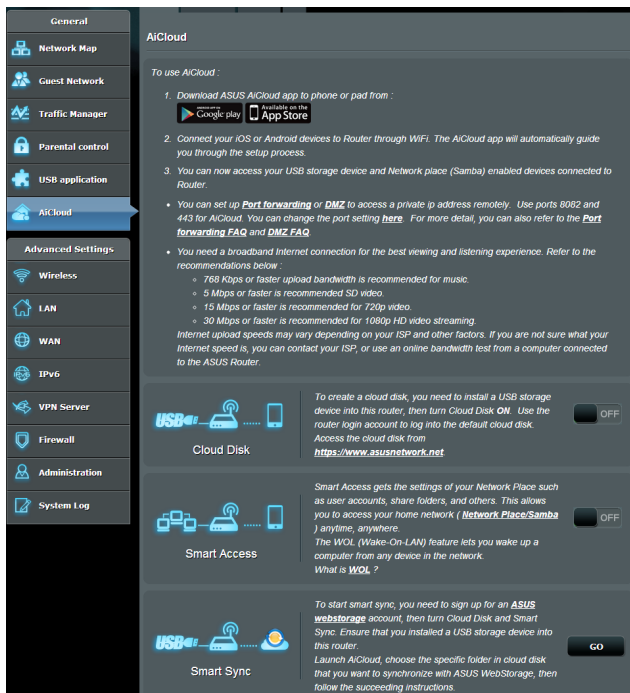 General
Network Map
Guest Network
Traffic Manager
Parental control
USB application
AiCloud
Advanced Settings
Wireless
LAN
WAN
IPv6
VPN Server
Firewall
Administration
System Log
AiCloud
To use AiCloud :
1. Download ASUS AiCloud app to phone or pad from :
ANDROID APP ON
Google play
Available on the
App Store
2. Connect your iOS or Android devices to Router through WiFi. The AiCloud app will automatically guide
you through the setup process.
3. You can now access your USB storage device and Network place (Samba) enabled devices connected to
Router.
• You can set up Port forwarding or DMZ to access a private ip address remotely. Use ports 8082 and
443 for AiCloud. You can change the port setting here. For more detail, you can also refer to the Port
forwarding FAQ and DMZ FAQ.
• You need a broadband Internet connection for the best viewing and listening experience. Refer to the
recommendations below :
◦ 768 Kbps or faster upload bandwidth is recommended for music.
◦ 5 Mbps or faster is recommended SD video.
◦ 15 Mbps or faster is recommended for 720p video.
◦ 30 Mbps or faster is recommended for 1080p HD video streaming.
Internet upload speeds may vary depending on your ISP and other factors. If you are not sure what your
Internet speed is, you can contact your ISP, or use an online bandwidth test from a computer connected
to the ASUS Router.
USB
Cloud Disk
To create a cloud disk, you need to install a USB storage
device into this router, then turn Cloud Disk ON. Use the
router login account to log into the default cloud disk.
Access the cloud disk from
https://www.asusnetwork.net.
OFF
Smart Access
Smart Access gets the settings of your Network Place such
as user accounts, share folders, and others. This allows
you to access your home network ( Network Place/Samba
) anytime, anywhere.
The WOL (Wake-On-LAN) feature lets you wake up a
computer from any device in the network.
What is WOL ?
OFF
USB
Smart Sync
To start smart sync, you need to sign up for an ASUS
webstorage account, then turn Cloud Disk and Smart
Sync. Ensure that you installed a USB storage device into
this router.
Launch AiCloud, choose the specific folder in cloud disk
that you want to synchronize with ASUS WebStorage, then
follow the succeeding instructions.
GO